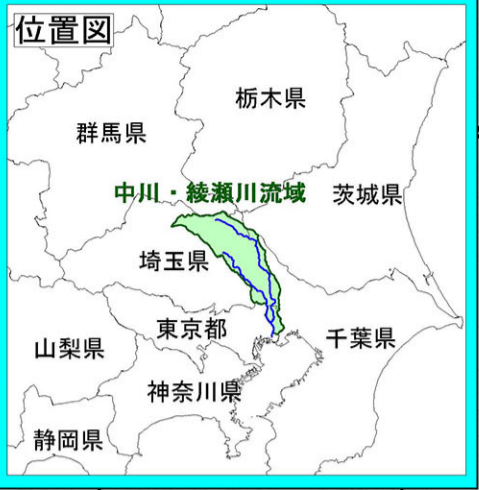 位置図
栃木県
群馬県
中川・綾瀬川流域
茨城県
埼玉県
東京都
千葉県
山梨県
神奈川県
静岡県